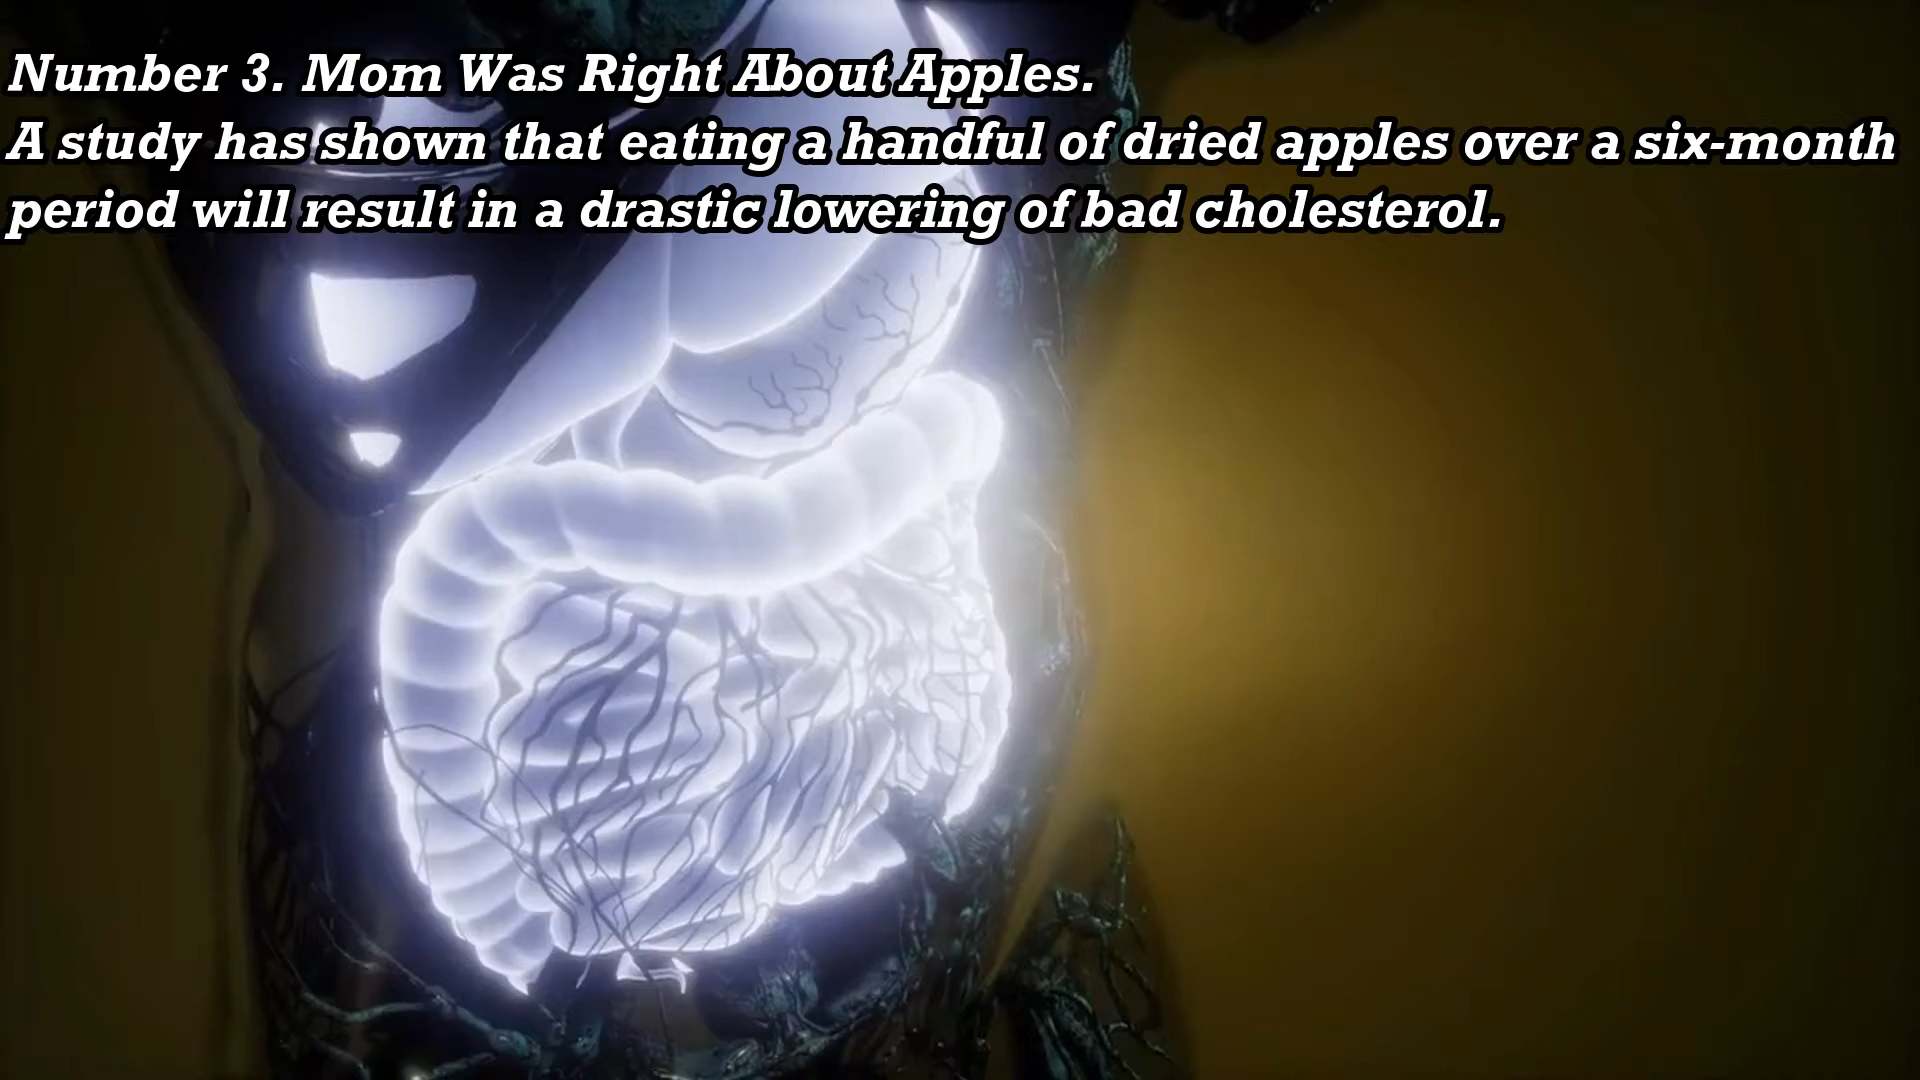 Number 3. Mom Was Right About Apples.
A study has shown that eating a handful of dried apples over a six-month
period will result in a drastic lowering of bad cholesterol.